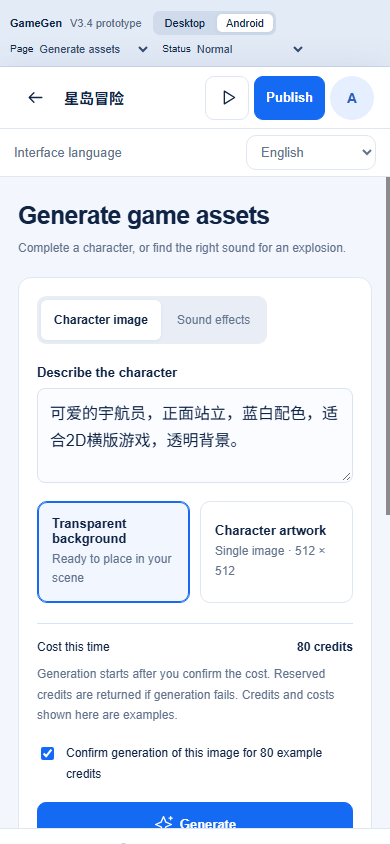 GameGen V3.4 prototype Desktop Android
Page Generate assets Status Normal
星岛冒险 Publish A
Interface language English
Generate game assets
Complete a character, or find the right sound for an explosion.
Character image Sound effects
Describe the character
可爱的宇航员，正面站立，蓝白配色，适
合2D横版游戏，透明背景。
Transparent
background
Ready to place in your
scene
Character artwork
Single image · 512 ×
512
Cost this time 80 credits
Generation starts after you confirm the cost. Reserved
credits are returned if generation fails. Credits and costs
shown here are examples.
Confirm generation of this image for 80 example
credits
Generate